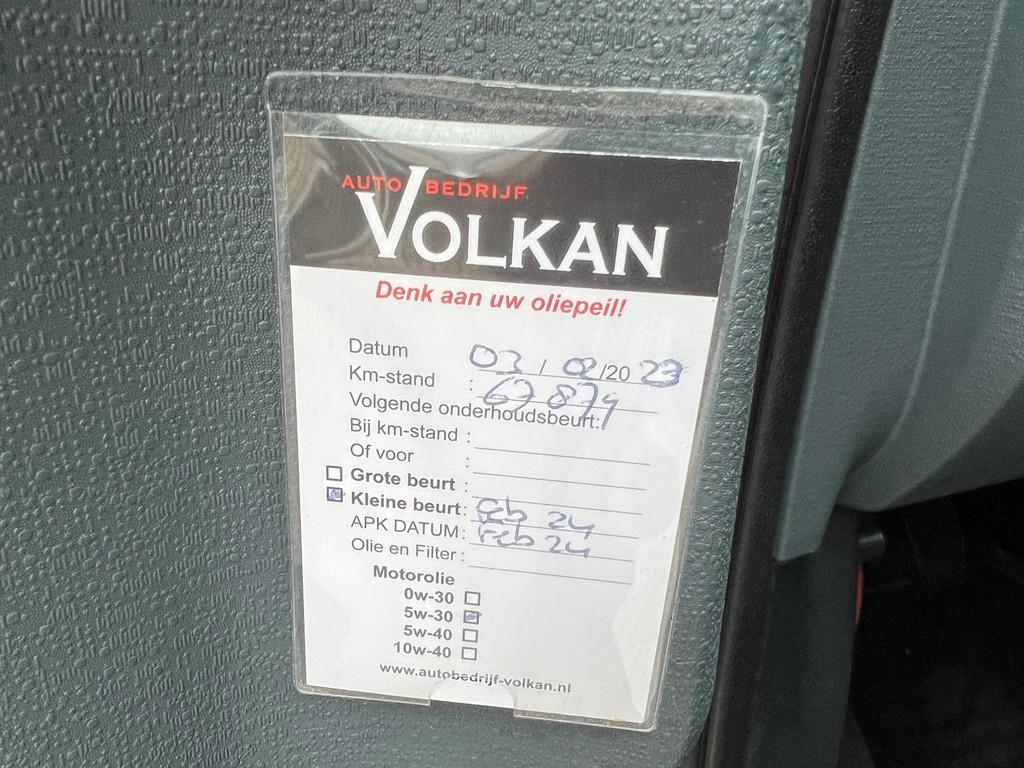 AUTO BEDRIJF
VOLKAN
Denk aan uw oliepeil!
Datum 03 / 02 /20 23
Km-stand : 67 879
Volgende onderhoudsbeurt:
Bij km-stand :
Of voor :
Grote beurt :
Kleine beurt : Feb 24
APK DATUM : Feb 24
Olie en Filter :
Motorolie
0w-30
5w-30
5w-40
10w-40
www.autobedrijf-volkan.nl